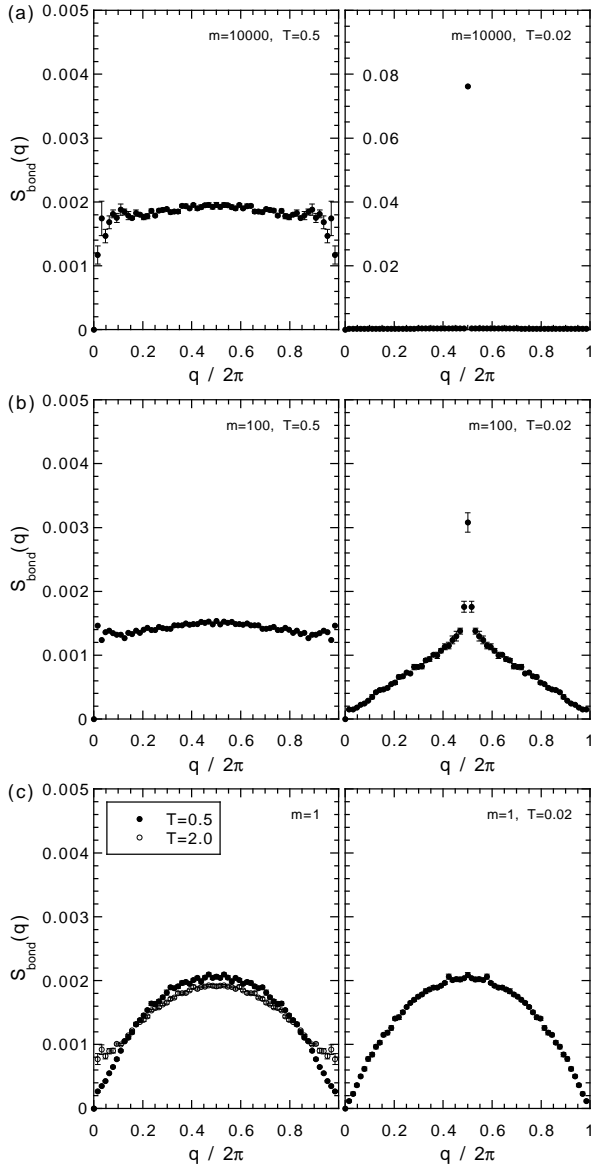 (a)
0.005
0.004
0.003
0.002
0.001
0
S_bond(q)
m=10000, T=0.5
0 0.2 0.4 0.6 0.8
q / 2π
m=10000, T=0.02
0.08
0.06
0.04
0.02
0 0.2 0.4 0.6 0.8 1
q / 2π
(b)
0.005
0.004
0.003
0.002
0.001
0
S_bond(q)
m=100, T=0.5
0 0.2 0.4 0.6 0.8
q / 2π
m=100, T=0.02
0 0.2 0.4 0.6 0.8 1
q / 2π
(c)
0.005
0.004
0.003
0.002
0.001
0
S_bond(q)
T=0.5
T=2.0
m=1
0 0.2 0.4 0.6 0.8
q / 2π
m=1, T=0.02
0 0.2 0.4 0.6 0.8 1
q / 2π